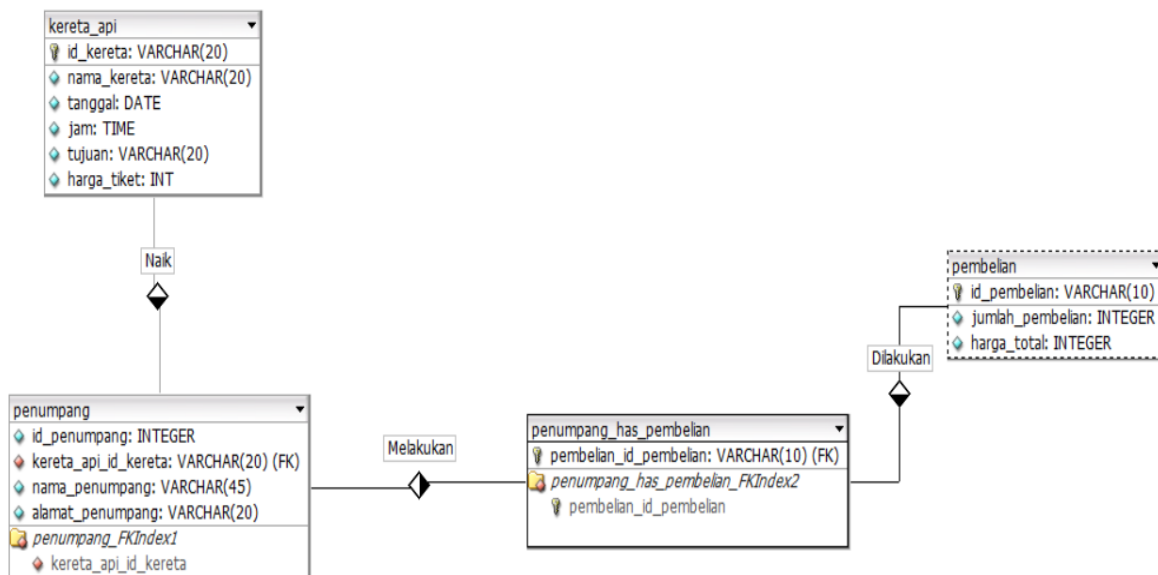 kereta_api
id_kereta: VARCHAR(20)
nama_kereta: VARCHAR(20)
tanggal: DATE
jam: TIME
tujuan: VARCHAR(20)
harga_tiket: INT
Naik
penumpang
id_penumpang: INTEGER
kereta_api_id_kereta: VARCHAR(20) (FK)
nama_penumpang: VARCHAR(45)
alamat_penumpang: VARCHAR(20)
penumpang_FKIndex1
kereta_api_id_kereta
Melakukan
penumpang_has_pembelian
pembelian_id_pembelian: VARCHAR(10) (FK)
penumpang_has_pembelian_FKIndex2
pembelian_id_pembelian
Dilakukan
pembelian
id_pembelian: VARCHAR(10)
jumlah_pembelian: INTEGER
harga_total: INTEGER